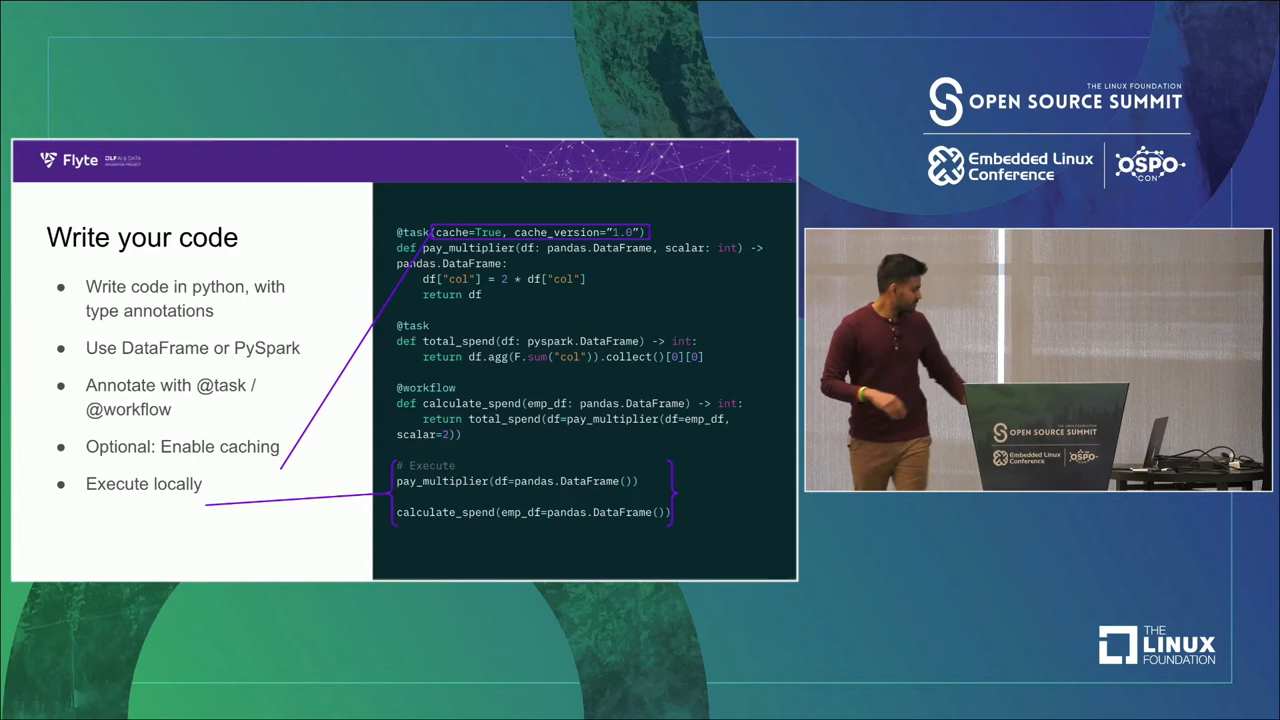 THE LINUX FOUNDATION
OPEN SOURCE SUMMIT
Embedded Linux
Conference
OSPO
CON
Flyte
Write your code
● Write code in python, with
type annotations
● Use DataFrame or PySpark
● Annotate with @task /
@workflow
● Optional: Enable caching
● Execute locally
@task(cache=True, cache_version=”1.0”)
def pay_multiplier(df: pandas.DataFrame, scalar: int) ->
pandas.DataFrame:
df["col"] = 2 * df["col"]
return df
@task
def total_spend(df: pyspark.DataFrame) -> int:
return df.agg(F.sum("col")).collect()[0][0]
@workflow
def calculate_spend(emp_df: pandas.DataFrame) -> int:
return total_spend(df=pay_multiplier(df=emp_df,
scalar=2))
# Execute
pay_multiplier(df=pandas.DataFrame())
calculate_spend(emp_df=pandas.DataFrame())
OPEN SOURCE SUMMIT
Embedded Linux
Conference
OSPO
CON
THE
LINUX
FOUNDATION